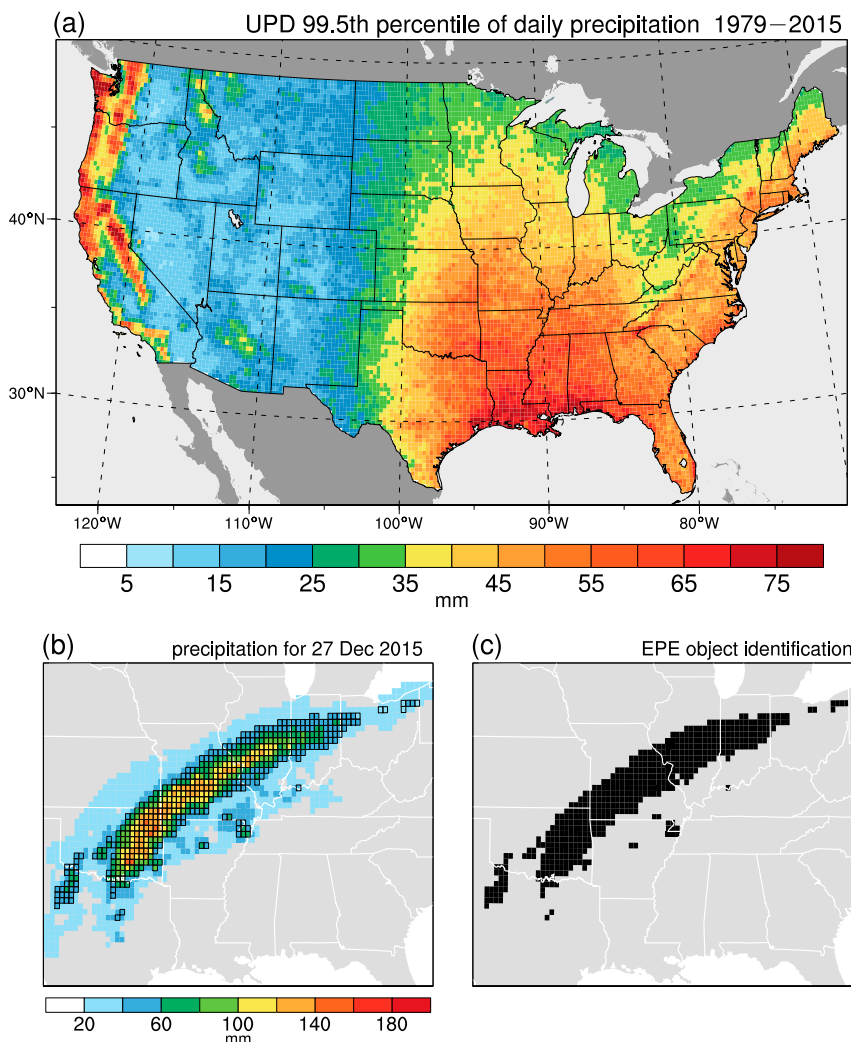 (a) UPD 99.5th percentile of daily precipitation 1979−2015
40°N
30°N
120°W 110°W 100°W 90°W 80°W
5 15 25 35 45 55 65 75
mm
(b) precipitation for 27 Dec 2015
(c) EPE object identification
20 60 100 140 180
mm